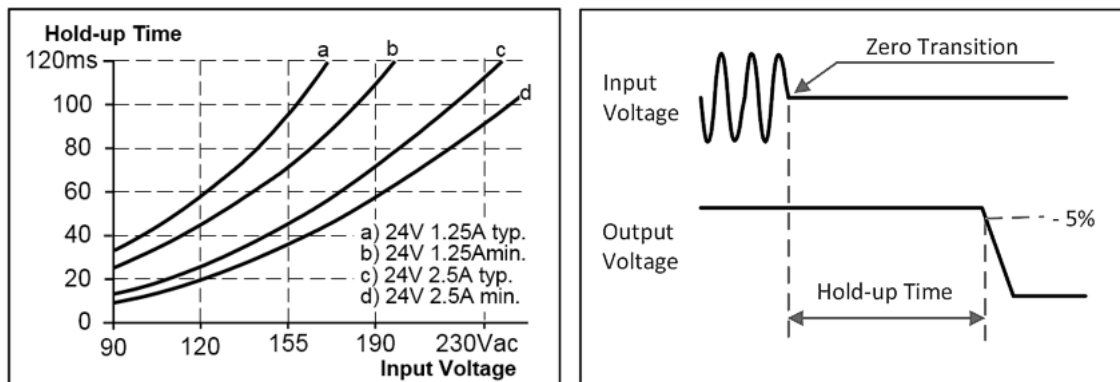 Hold-up Time
120ms
100
80
60
40
20
0
a
b
c
d
a) 24V 1.25A typ.
b) 24V 1.25Amin.
c) 24V 2.5A typ.
d) 24V 2.5A min.
90 120 155 190 230Vac
Input Voltage
Zero Transition
Input
Voltage
- 5%
Output
Voltage
Hold-up Time